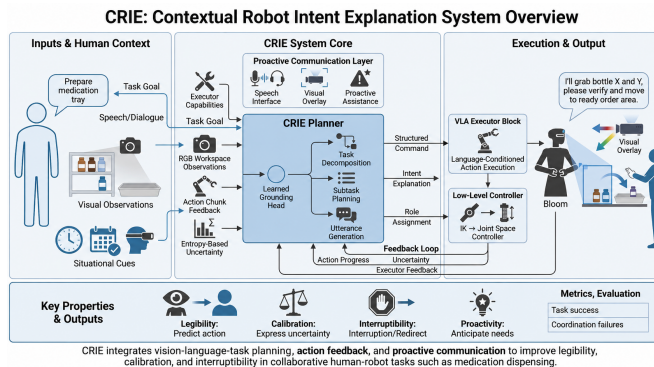 CRIE: Contextual Robot Intent Explanation System Overview
Inputs & Human Context
Prepare
medication
tray
Task Goal
Speech/Dialogue
Visual Observations
Situational Cues
CRIE System Core
Proactive Communication Layer
Speech
Interface
Visual
Overlay
Proactive
Assistance
Executor
Capabilities
Task Goal
RGB Workspace
Observations
Action Chunk
Feedback
Entropy-Based
Uncertainty
CRIE Planner
Learned
Grounding
Head
Task
Decomposition
Subtask
Planning
Utterance
Generation
Structured
Command
Intent
Explanation
Role
Assignment
Feedback Loop
Action Progress
Uncertainty
Executor Feedback
Execution & Output
VLA Executor
Block
Language-Conditioned
Action Execution
Low-Level Controller
IK → Joint Space
Controller
I'll grab bottle X and Y,
please verify and move
to ready order area.
Visual
Overlay
Bloom
Key Properties
& Outputs
Legibility:
Predict action
Calibration:
Express uncertainty
Interruptibility:
Interruption/Redirect
Proactivity:
Anticipate needs
Metrics, Evaluation
Task success
Coordination failures
CRIE integrates vision-language-task planning, action feedback, and proactive communication to improve legibility,
calibration, and interruptibility in collaborative human-robot tasks such as medication dispensing.